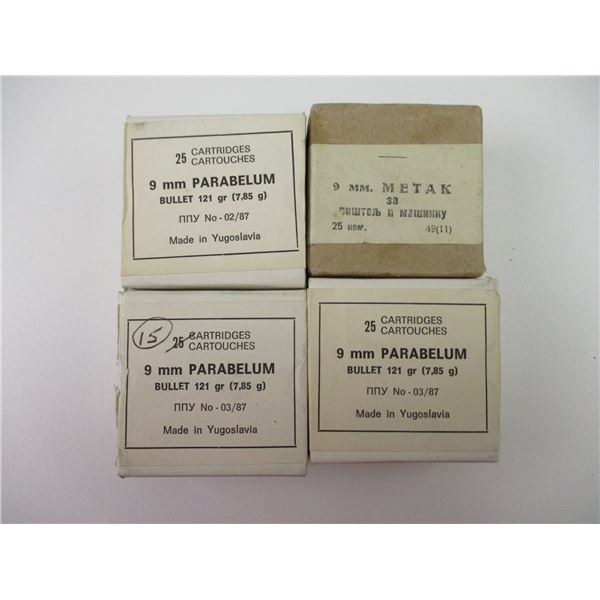 25 CARTRIDGES
CARTOUCHES
9 mm PARABELUM
BULLET 121 gr (7,85 g)
ППУ No - 02/87
Made in Yugoslavia
9 мм. МЕТАК
за
пиштољ и машинку
25 ком. 49(11)
15 25 CARTRIDGES
CARTOUCHES
9 mm PARABELUM
BULLET 121 gr (7,85 g)
ППУ No - 03/87
Made in Yugoslavia
25 CARTRIDGES
CARTOUCHES
9 mm PARABELUM
BULLET 121 gr (7,85 g)
ППУ No - 03/87
Made in Yugoslavia